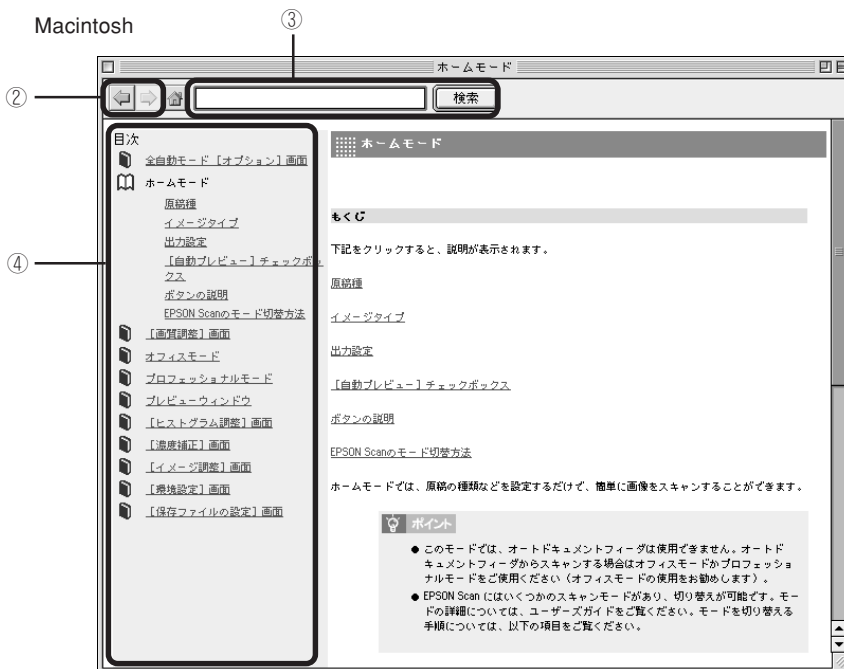 Macintosh
③
ホームモード
②
検索
目次
全自動モード［オプション］画面
ホームモード
原稿種
イメージタイプ
出力設定
［自動プレビュー］チェックボッ
クス
ボタンの説明
EPSON Scanのモード切替方法
［画質調整］画面
オフィスモード
プロフェッショナルモード
プレビューウィンドウ
［ヒストグラム調整］画面
［濃度補正］画面
［イメージ調整］画面
［環境設定］画面
［保存ファイルの設定］画面
④
ホームモード
もくじ
下記をクリックすると、説明が表示されます。
原稿種
イメージタイプ
出力設定
［自動プレビュー］チェックボックス
ボタンの説明
EPSON Scanのモード切替方法
ホームモードでは、原稿の種類などを設定するだけで、簡単に画像をスキャンすることができます。
ポイント
● このモードでは、オートドキュメントフィーダは使用できません。オートド
キュメントフィーダからスキャンする場合はオフィスモードかプロフェッショ
ナルモードをご使用ください（オフィスモードの使用をお勧めします）。
● EPSON Scan にはいくつかのスキャンモードがあり、切り替えが可能です。モー
ドの詳細については、ユーザーズガイドをご覧ください。モードを切り替える
手順については、以下の項目をご覧ください。